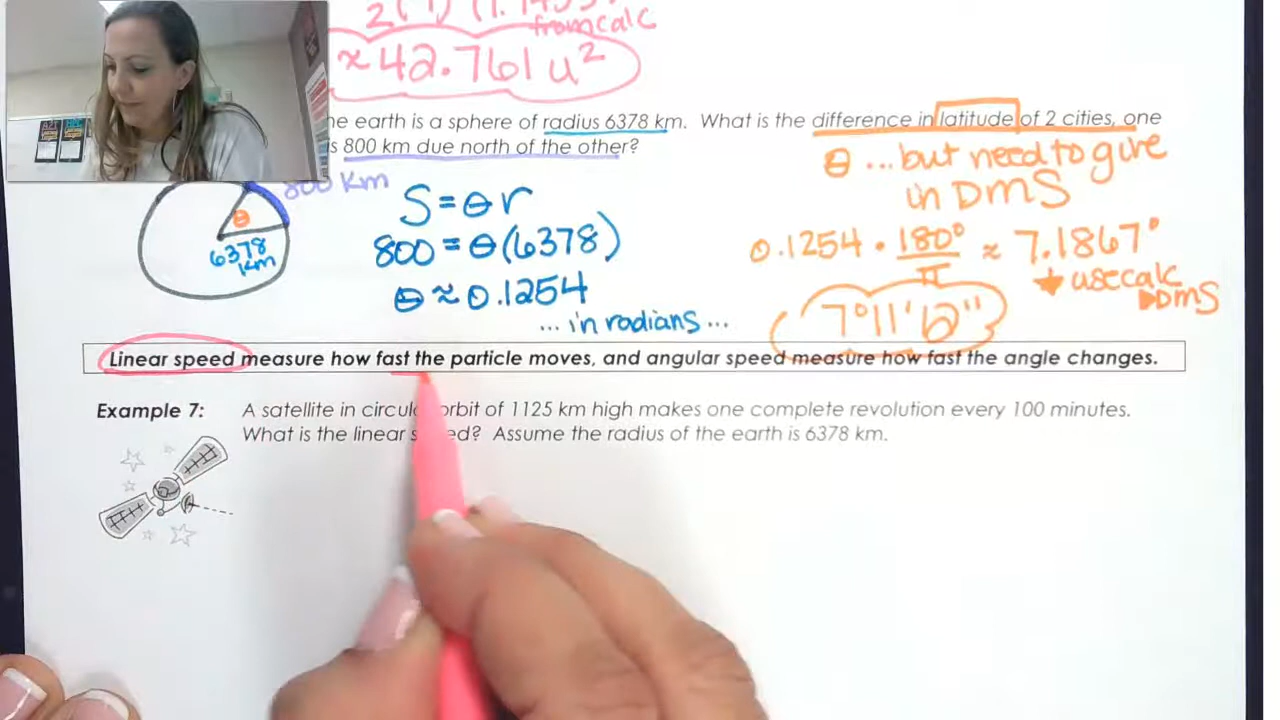 from calc
≈ 42.761 u²
he earth is a sphere of radius 6378 km. What is the difference in latitude of 2 cities, one
s 800 km due north of the other?
θ ...but need to give
in DMS
800 km
θ
6378
km
S = θr
800 = θ(6378)
θ ≈ 0.1254
... in radians ...
0.1254 · 180° ≈ 7.1867°
π
use calc
▸DMS
7° 11' 12"
Linear speed measure how fast the particle moves, and angular speed measure how fast the angle changes.
Example 7: A satellite in circul orbit of 1125 km high makes one complete revolution every 100 minutes.
What is the linear s ed? Assume the radius of the earth is 6378 km.